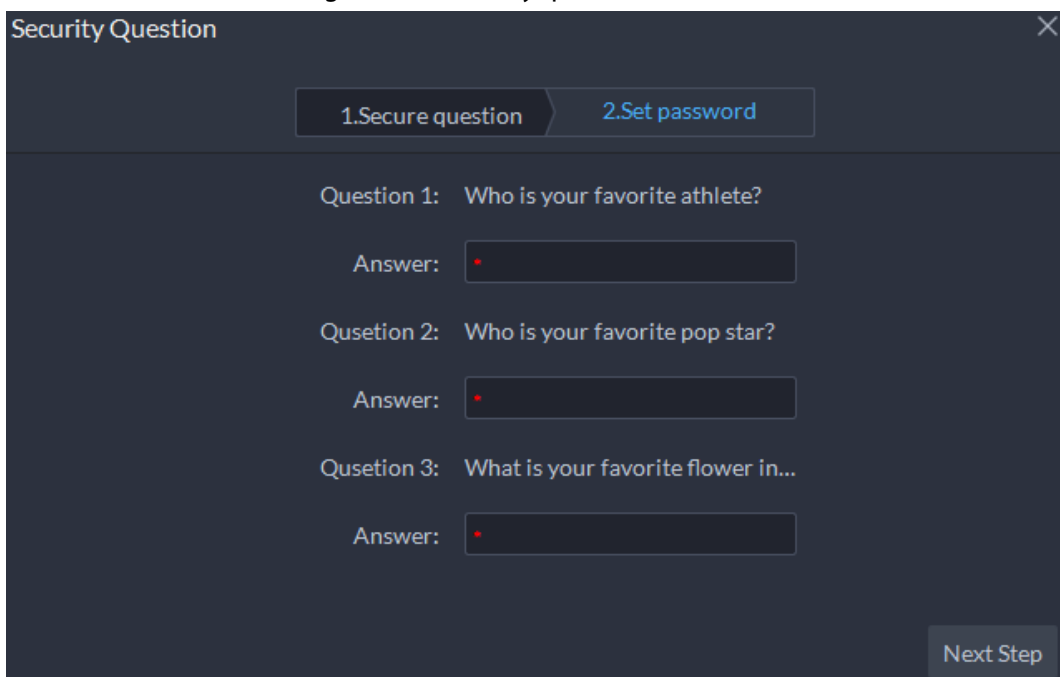 Security Question
1.Secure question 2.Set password
Question 1: Who is your favorite athlete?
Answer: *
Qusetion 2: Who is your favorite pop star?
Answer: *
Qusetion 3: What is your favorite flower in...
Answer: *
Next Step